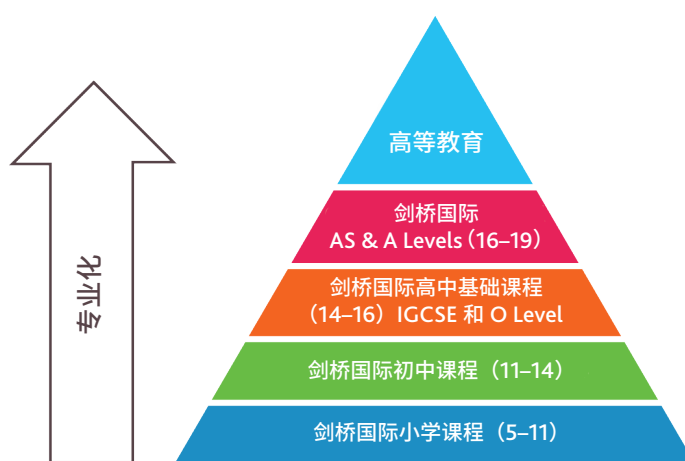 高等教育
剑桥国际
AS & A Levels（16–19）
剑桥国际高中基础课程
（14–16）IGCSE 和 O Level
剑桥国际初中课程（11–14）
剑桥国际小学课程（5–11）
专业化